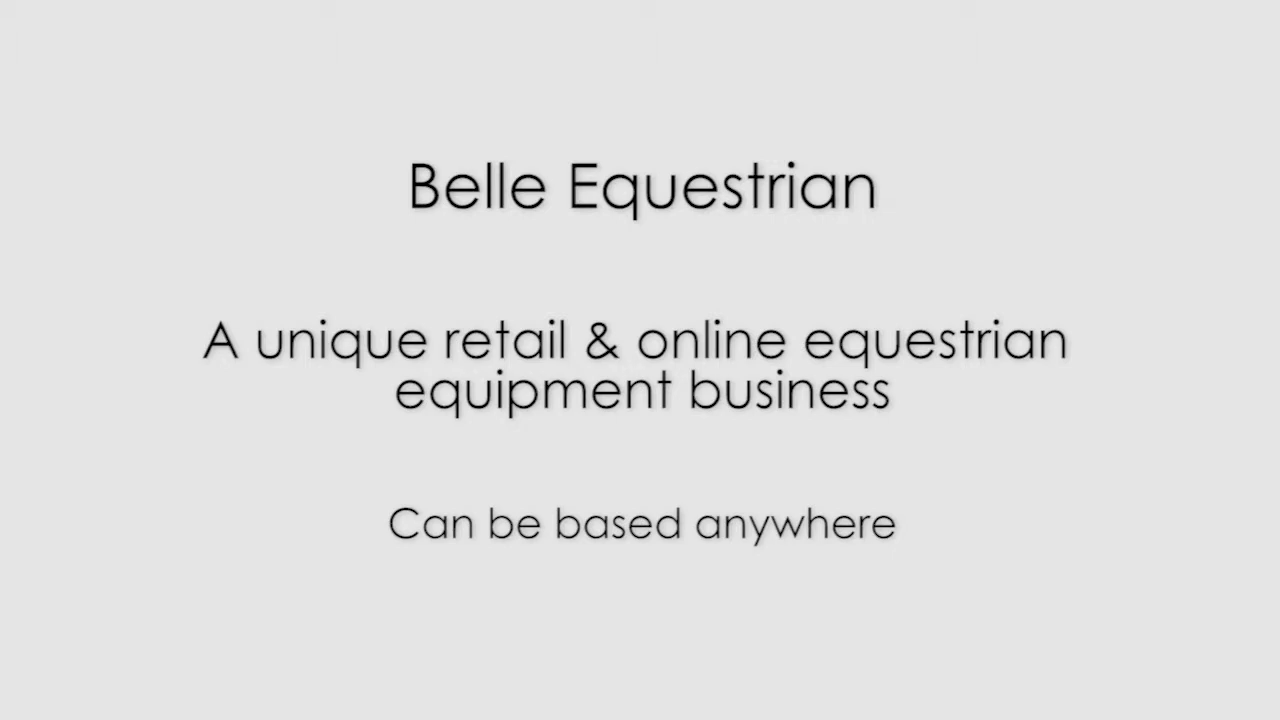 Belle Equestrian
A unique retail & online equestrian
equipment business
Can be based anywhere